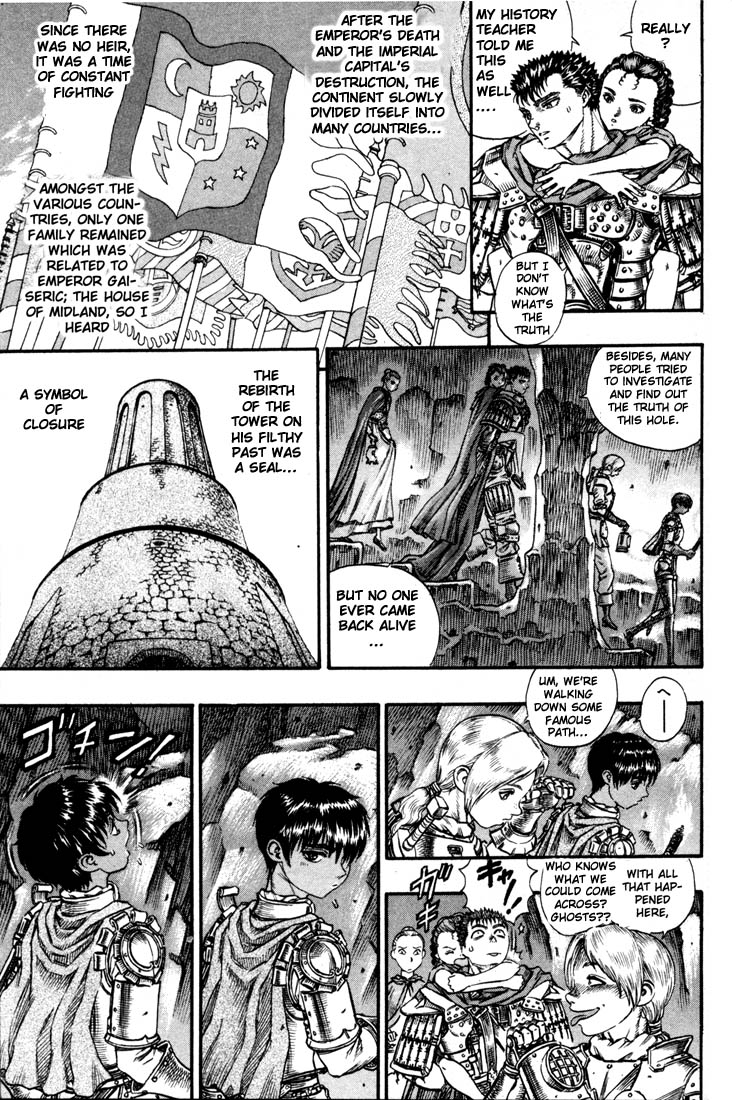 REALLY
?
MY HISTORY
TEACHER
TOLD ME
THIS
AS
WELL
....
BUT I
DON'T
KNOW
WHAT'S
THE
TRUTH
AFTER THE
EMPEROR'S DEATH
AND THE IMPERIAL
CAPITAL'S
DESTRUCTION, THE
CONTINENT SLOWLY
DIVIDED ITSELF INTO
MANY COUNTRIES...
SINCE THERE
WAS NO HEIR,
IT WAS A TIME
OF CONSTANT
FIGHTING
AMONGST THE
VARIOUS COUN-
TRIES, ONLY ONE
FAMILY REMAINED
WHICH WAS
RELATED TO
EMPEROR GAI-
SERIC; THE HOUSE
OF MIDLAND, SO I
HEARD
BESIDES, MANY
PEOPLE TRIED
TO INVESTIGATE
AND FIND OUT
THE TRUTH OF
THIS HOLE.
BUT NO ONE
EVER CAME
BACK ALIVE
...
THE
REBIRTH
OF THE
TOWER ON
HIS FILTHY
PAST WAS
A SEAL...
A SYMBOL
OF
CLOSURE
へー
UM, WE'RE
WALKING
DOWN SOME
FAMOUS
PATH...
WITH ALL
THAT HAP-
PENED
HERE,
WHO KNOWS
WHAT WE
COULD COME
ACROSS?
GHOSTS??
キャ!!
ガバッ
ゴキーン!